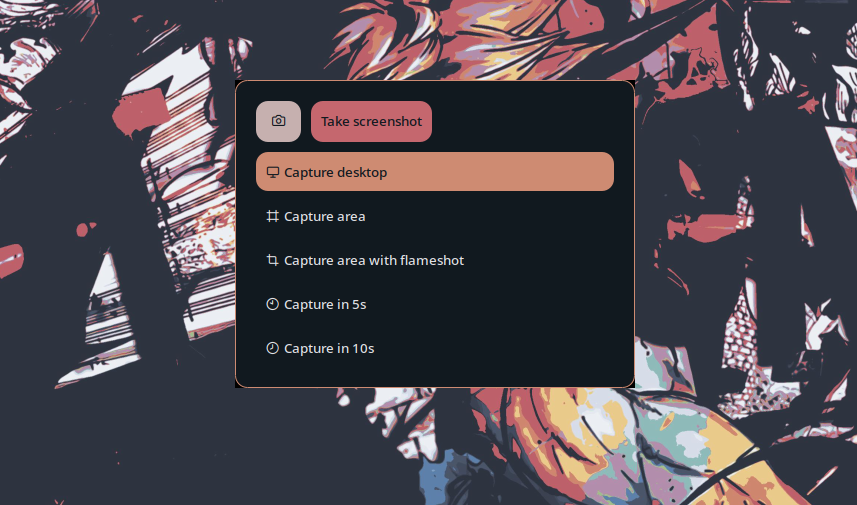 Take screenshot
Capture desktop
Capture area
Capture area with flameshot
Capture in 5s
Capture in 10s